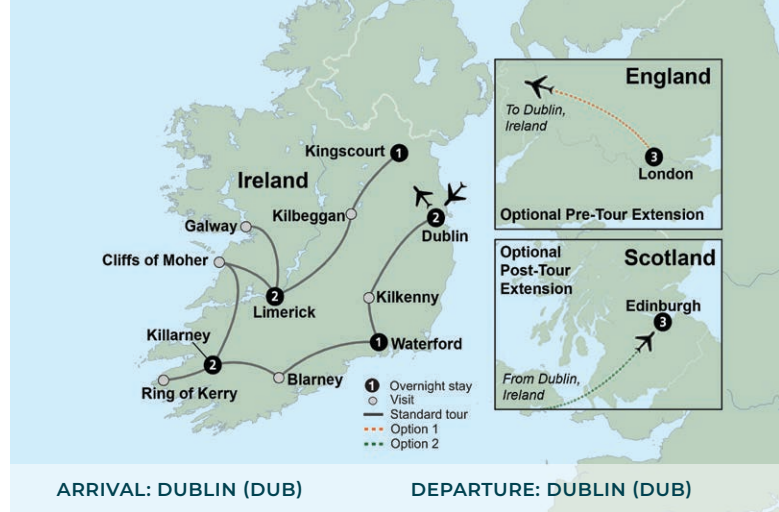 England
To Dublin,
Ireland
3
London
Optional Pre-Tour Extension
Kingscourt 1
Ireland
Kilbeggan
Galway
2
Dublin
Cliffs of Moher
2
Limerick
Kilkenny
Killarney
2
1 Waterford
Ring of Kerry
Blarney
Optional
Post-Tour
Extension
Scotland
Edinburgh
3
From Dublin,
Ireland
1 Overnight stay
Visit
Standard tour
Option 1
Option 2
ARRIVAL: DUBLIN (DUB)
DEPARTURE: DUBLIN (DUB)